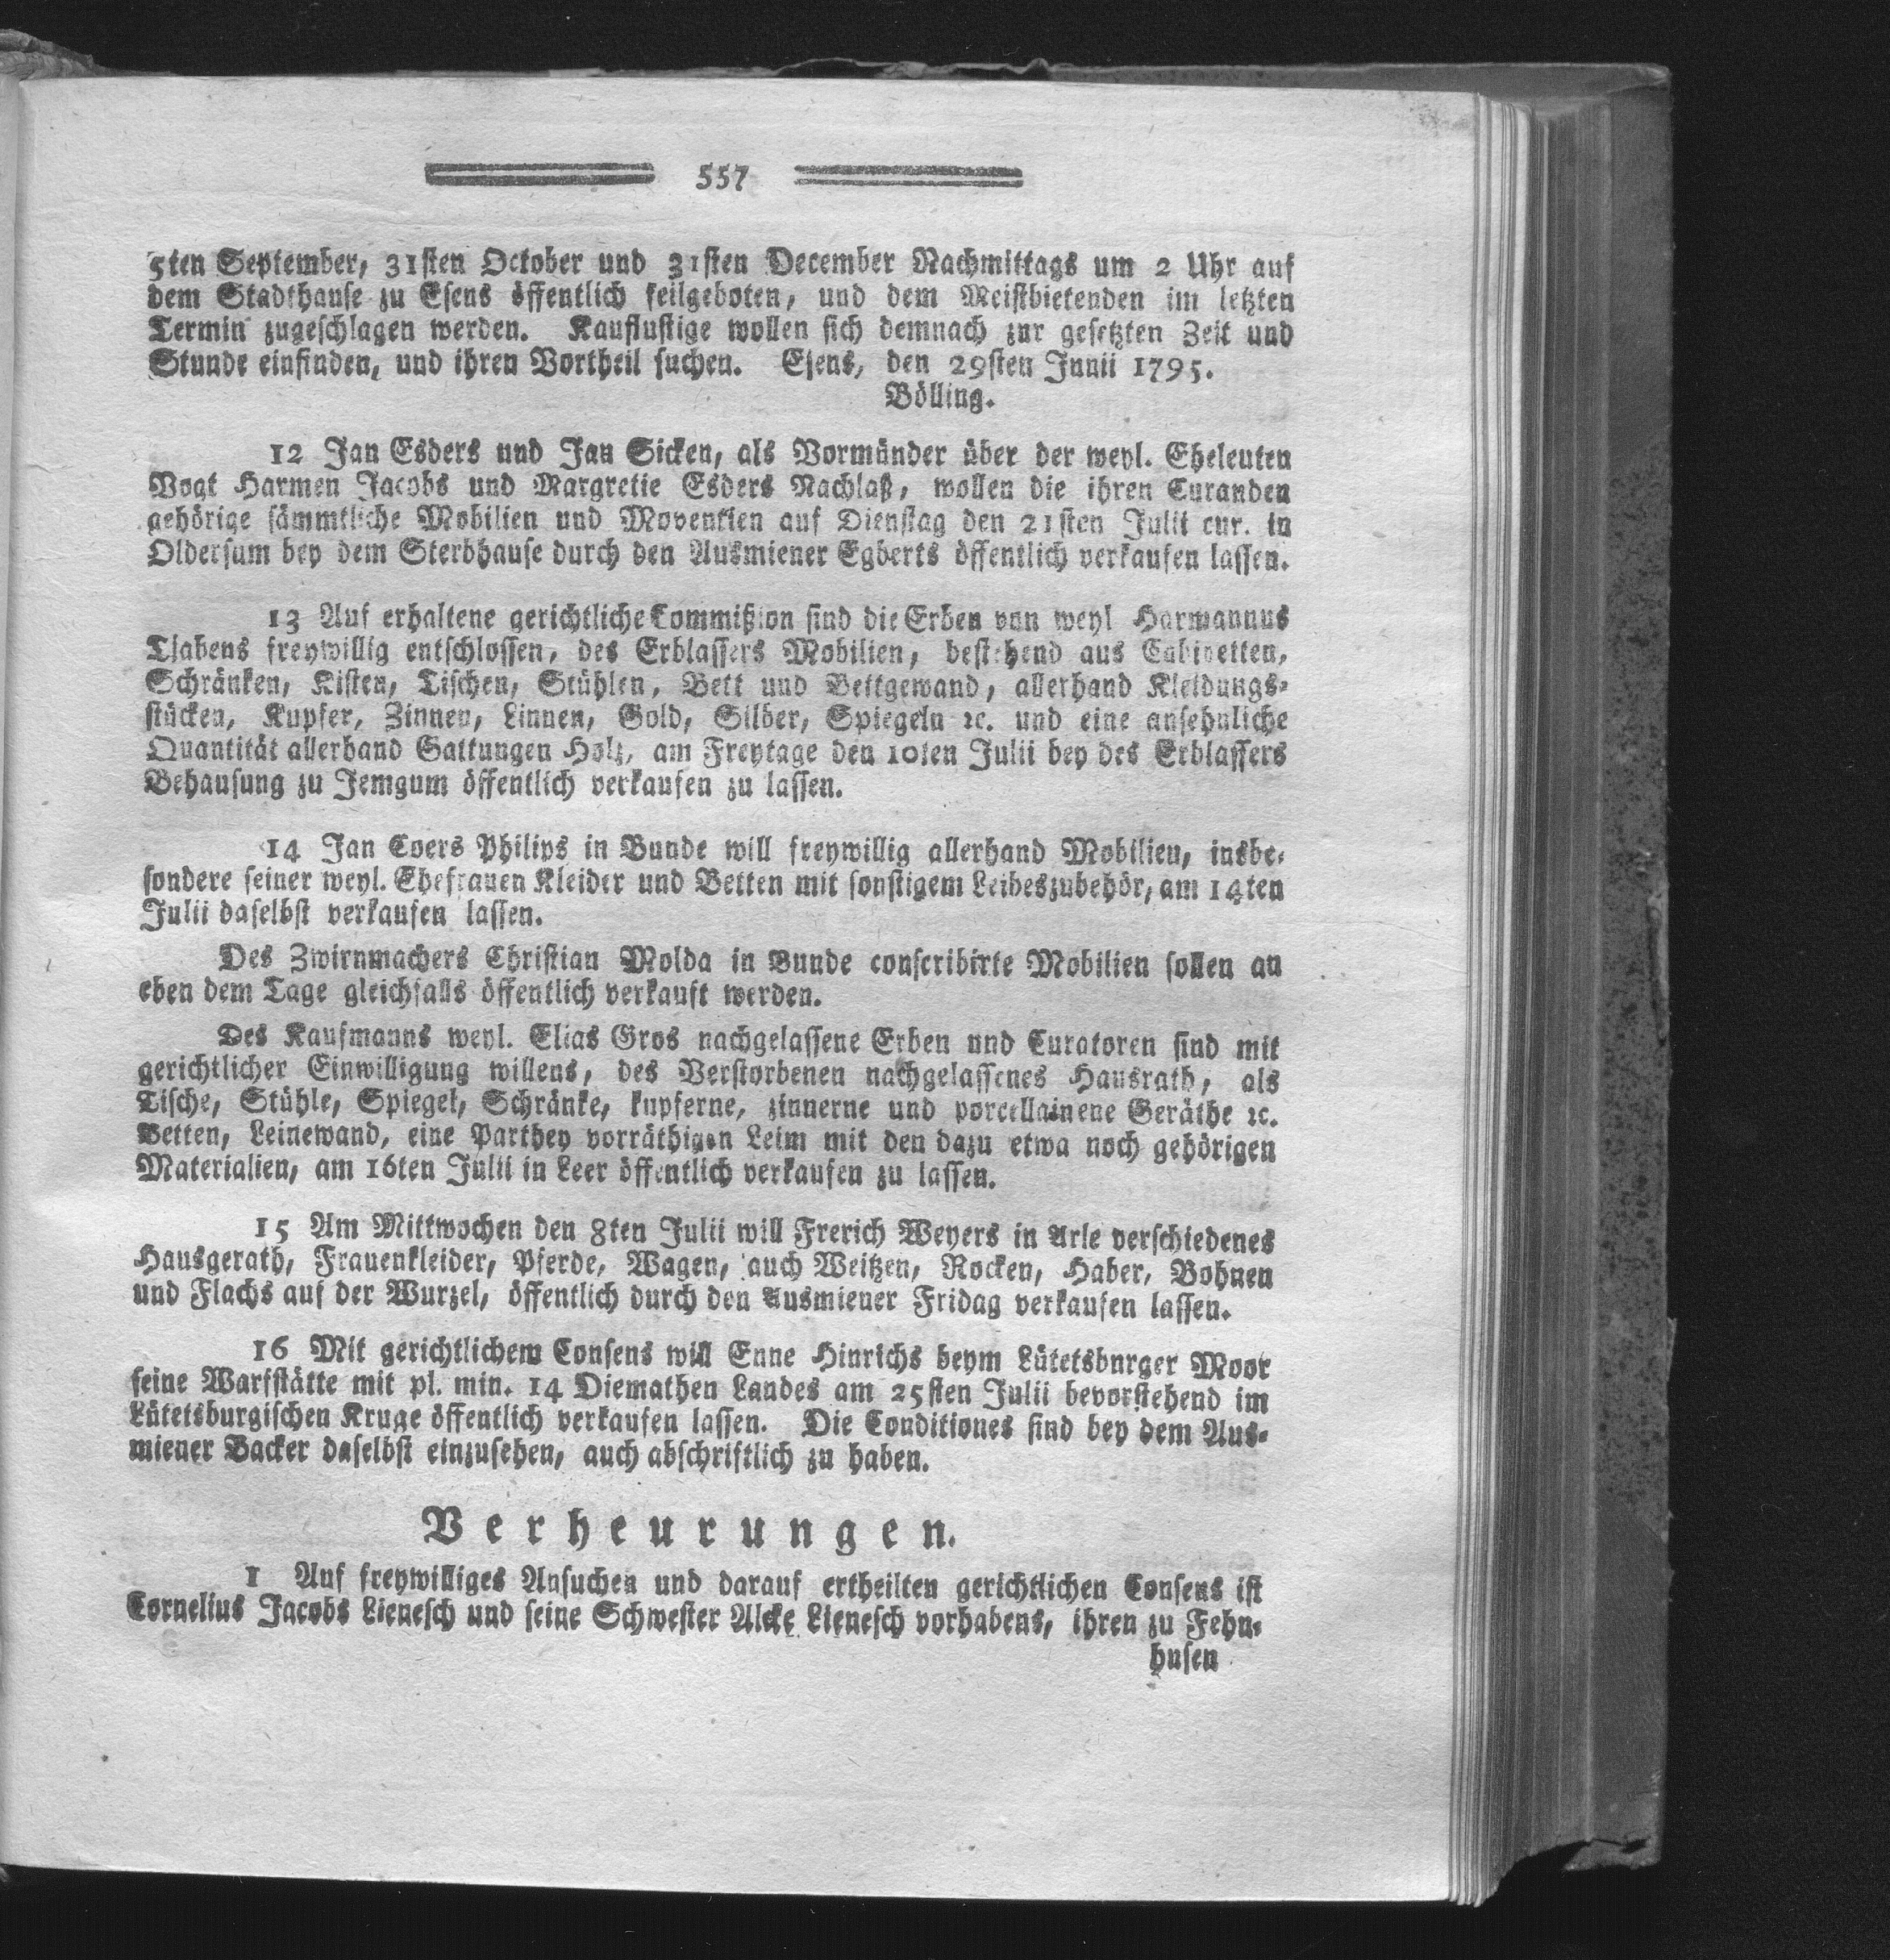 557
5ten September, 31sten October und 31sten December Nachmittags um 2 Uhr auf
dem Stadthause zu Esens öffentlich feilgeboten, und dem Meistbietenden im letzten
Termin zugeschlagen werden. Kauflustige wollen sich demnach zur gesetzten Zeit und
Stunde einfinden, und ihren Vortheil suchen. Esens, den 29sten Junii 1795.
Bölling.
12 Jan Esders und Jan Sicken, als Vormünder über der weyl. Eheleuten
Vogt Harmen Jacobs und Margretie Esders Nachlaß, wollen die ihren Curanden
gehörige sämmtliche Mobilien und Moventien auf Dienstag den 21sten Julii cur. in
Oldersum bey dem Sterbhause durch den Ausmiener Egberts öffentlich verkaufen lassen.
13 Auf erhaltene gerichtliche Commißion sind die Erben von weyl Harmannus
Tjabens freywillig entschlossen, des Erblassers Mobilien, bestehend aus Cabinetten,
Schränken, Kisten, Tischen, Stühlen, Bett und Bettgewand, allerhand Kleidungs-
stücken, Kupfer, Zinnen, Linnen, Gold, Silber, Spiegeln ꝛc. und eine ansehnliche
Quantität allerhand Gattungen Holz, am Freytage den 10ten Julii bey des Erblassers
Behausung zu Jemgum öffentlich verkaufen zu lassen.
14 Jan Coers Philips in Bunde will freywillig allerhand Mobilien, insbe-
sondere seiner weyl. Ehefrauen Kleider und Betten mit sonstigem Leibeszubehör, am 14ten
Julii daselbst verkaufen lassen.
Des Zwirnmachers Christian Molda in Bunde conscribirte Mobilien sollen an
eben dem Tage gleichfalls öffentlich verkauft werden.
Des Kaufmanns weyl. Elias Gros nachgelassene Erben und Curatoren sind mit
gerichtlicher Einwilligung willens, des Verstorbenen nachgelassenes Hausrath, als
Tische, Stühle, Spiegel, Schränke, kupferne, zinnerne und porcellainene Geräthe ꝛc.
Betten, Leinewand, eine Parthey vorräthigen Leim mit den dazu etwa noch gehörigen
Materialien, am 16ten Julii in Leer öffentlich verkaufen zu lassen.
15 Am Mittwochen den 8ten Julii will Frerich Weyers in Arle verschiedenes
Hausgerath, Frauenkleider, Pferde, Wagen, auch Weitzen, Rocken, Haber, Bohnen
und Flachs auf der Wurzel, öffentlich durch den Ausmiener Fridag verkaufen lassen.
16 Mit gerichtlichem Consens will Enne Hinrichs beym Lütetsburger Moor
seine Warfstätte mit pl. min. 14 Diemathen Landes am 25sten Julii bevorstehend im
Lütetsburgischen Kruge öffentlich verkaufen lassen. Die Conditiones sind bey dem Aus-
miener Backer daselbst einzusehen, auch abschriftlich zu haben.
Verheurungen.
1 Auf freywilliges Ansuchen und darauf ertheilten gerichtlichen Consens ist
Cornelius Jacobs Lienesch und seine Schwester Alcke Lienesch vorhabens, ihren zu Fehn-
husen